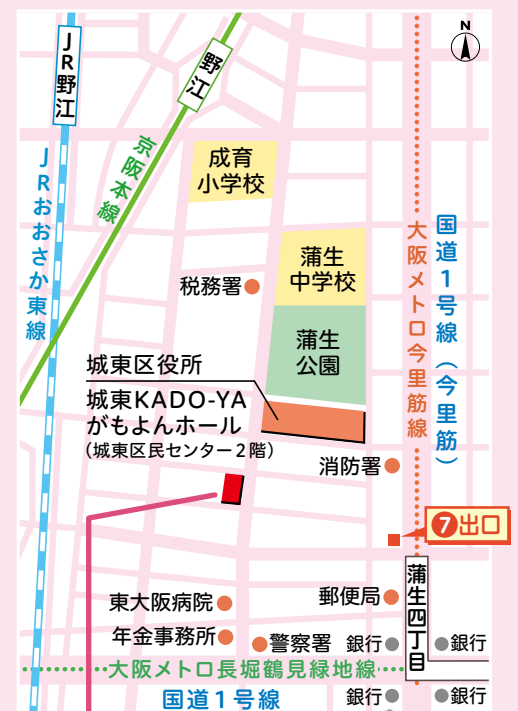 N
JR野江
野江
京阪本線
JRおおさか東線
成育
小学校
蒲生
中学校
税務署
蒲生
公園
大阪メトロ今里筋線
国道1号線（今里筋）
城東区役所
城東KADO-YA
がもよんホール
（城東区民センター2階）
消防署
7出口
蒲生四丁目
東大阪病院
郵便局
年金事務所
警察署
銀行
銀行
大阪メトロ長堀鶴見緑地線
国道1号線
銀行
銀行